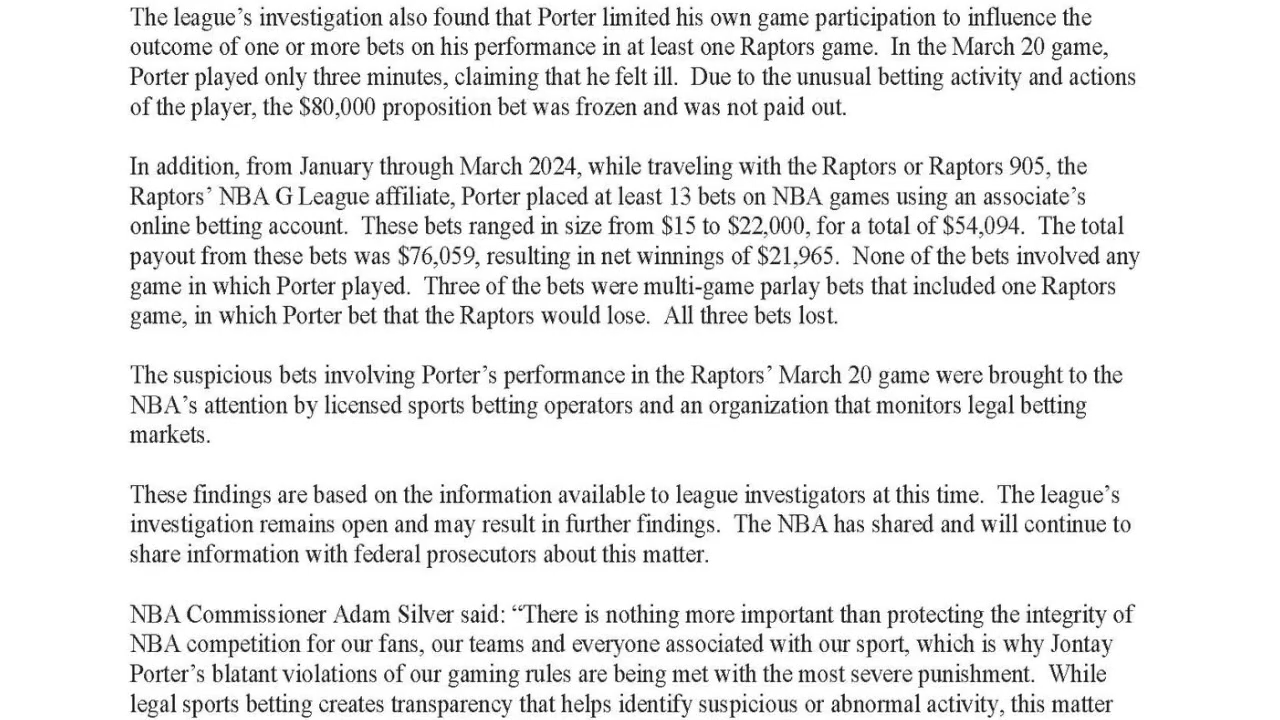 The league’s investigation also found that Porter limited his own game participation to influence the
outcome of one or more bets on his performance in at least one Raptors game.  In the March 20 game,
Porter played only three minutes, claiming that he felt ill.  Due to the unusual betting activity and actions
of the player, the $80,000 proposition bet was frozen and was not paid out.
In addition, from January through March 2024, while traveling with the Raptors or Raptors 905, the
Raptors’ NBA G League affiliate, Porter placed at least 13 bets on NBA games using an associate’s
online betting account.  These bets ranged in size from $15 to $22,000, for a total of $54,094.  The total
payout from these bets was $76,059, resulting in net winnings of $21,965.  None of the bets involved any
game in which Porter played.  Three of the bets were multi-game parlay bets that included one Raptors
game, in which Porter bet that the Raptors would lose.  All three bets lost.
The suspicious bets involving Porter’s performance in the Raptors’ March 20 game were brought to the
NBA’s attention by licensed sports betting operators and an organization that monitors legal betting
markets.
These findings are based on the information available to league investigators at this time.  The league’s
investigation remains open and may result in further findings.  The NBA has shared and will continue to
share information with federal prosecutors about this matter.
NBA Commissioner Adam Silver said: “There is nothing more important than protecting the integrity of
NBA competition for our fans, our teams and everyone associated with our sport, which is why Jontay
Porter’s blatant violations of our gaming rules are being met with the most severe punishment.  While
legal sports betting creates transparency that helps identify suspicious or abnormal activity, this matter